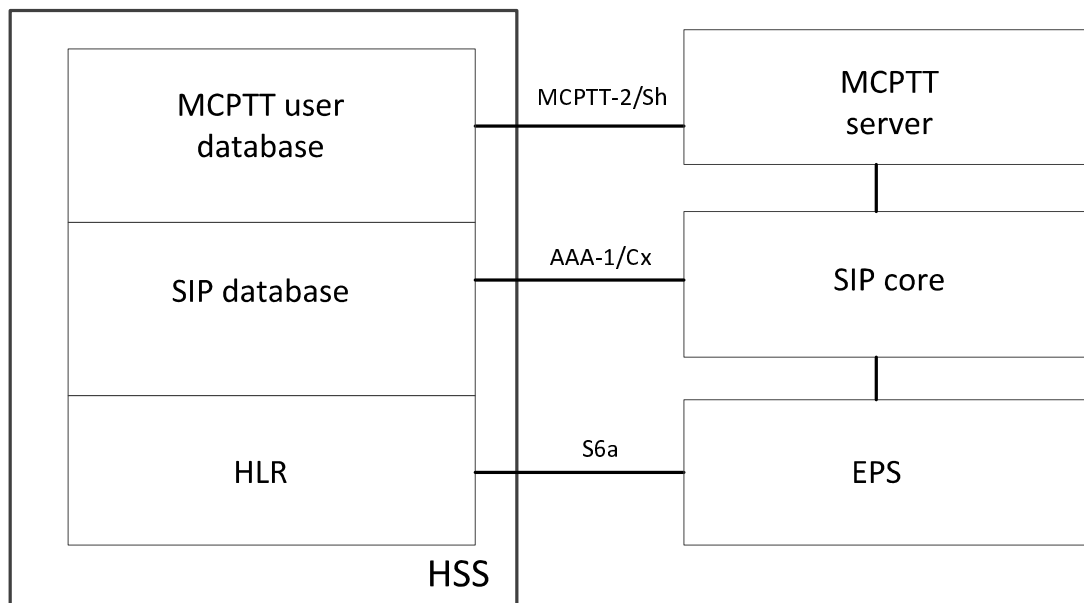 MCPTT user
database
MCPTT-2/Sh
MCPTT
server
SIP database
AAA-1/Cx
SIP core
HLR
S6a
EPS
HSS